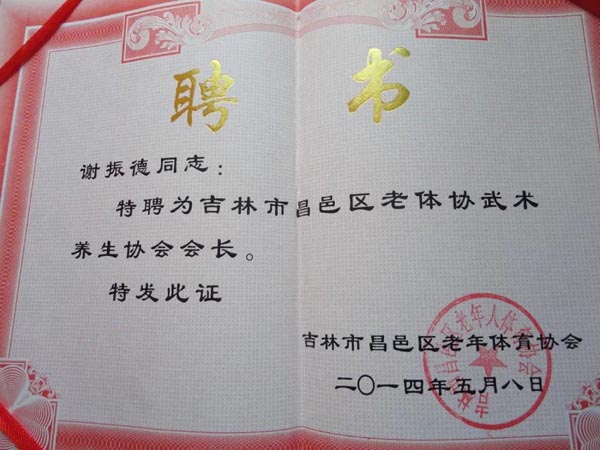 聘书
谢振德同志：
特聘为吉林市昌邑区老体协武术
养生协会会长。
特发此证
吉林市昌邑区老年体育协会
二〇一四年五月八日